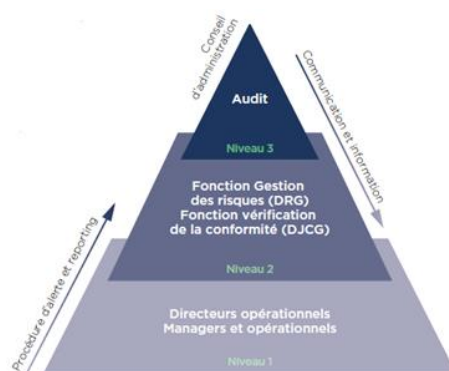 Conseil
d'administration
Audit
Niveau 3
Communication et information
Fonction Gestion
des risques (DRG)
Fonction vérification
de la conformité (DJCG)
Niveau 2
Procédure d'alerte et reporting
Directeurs opérationnels
Managers et opérationnels
Niveau 1